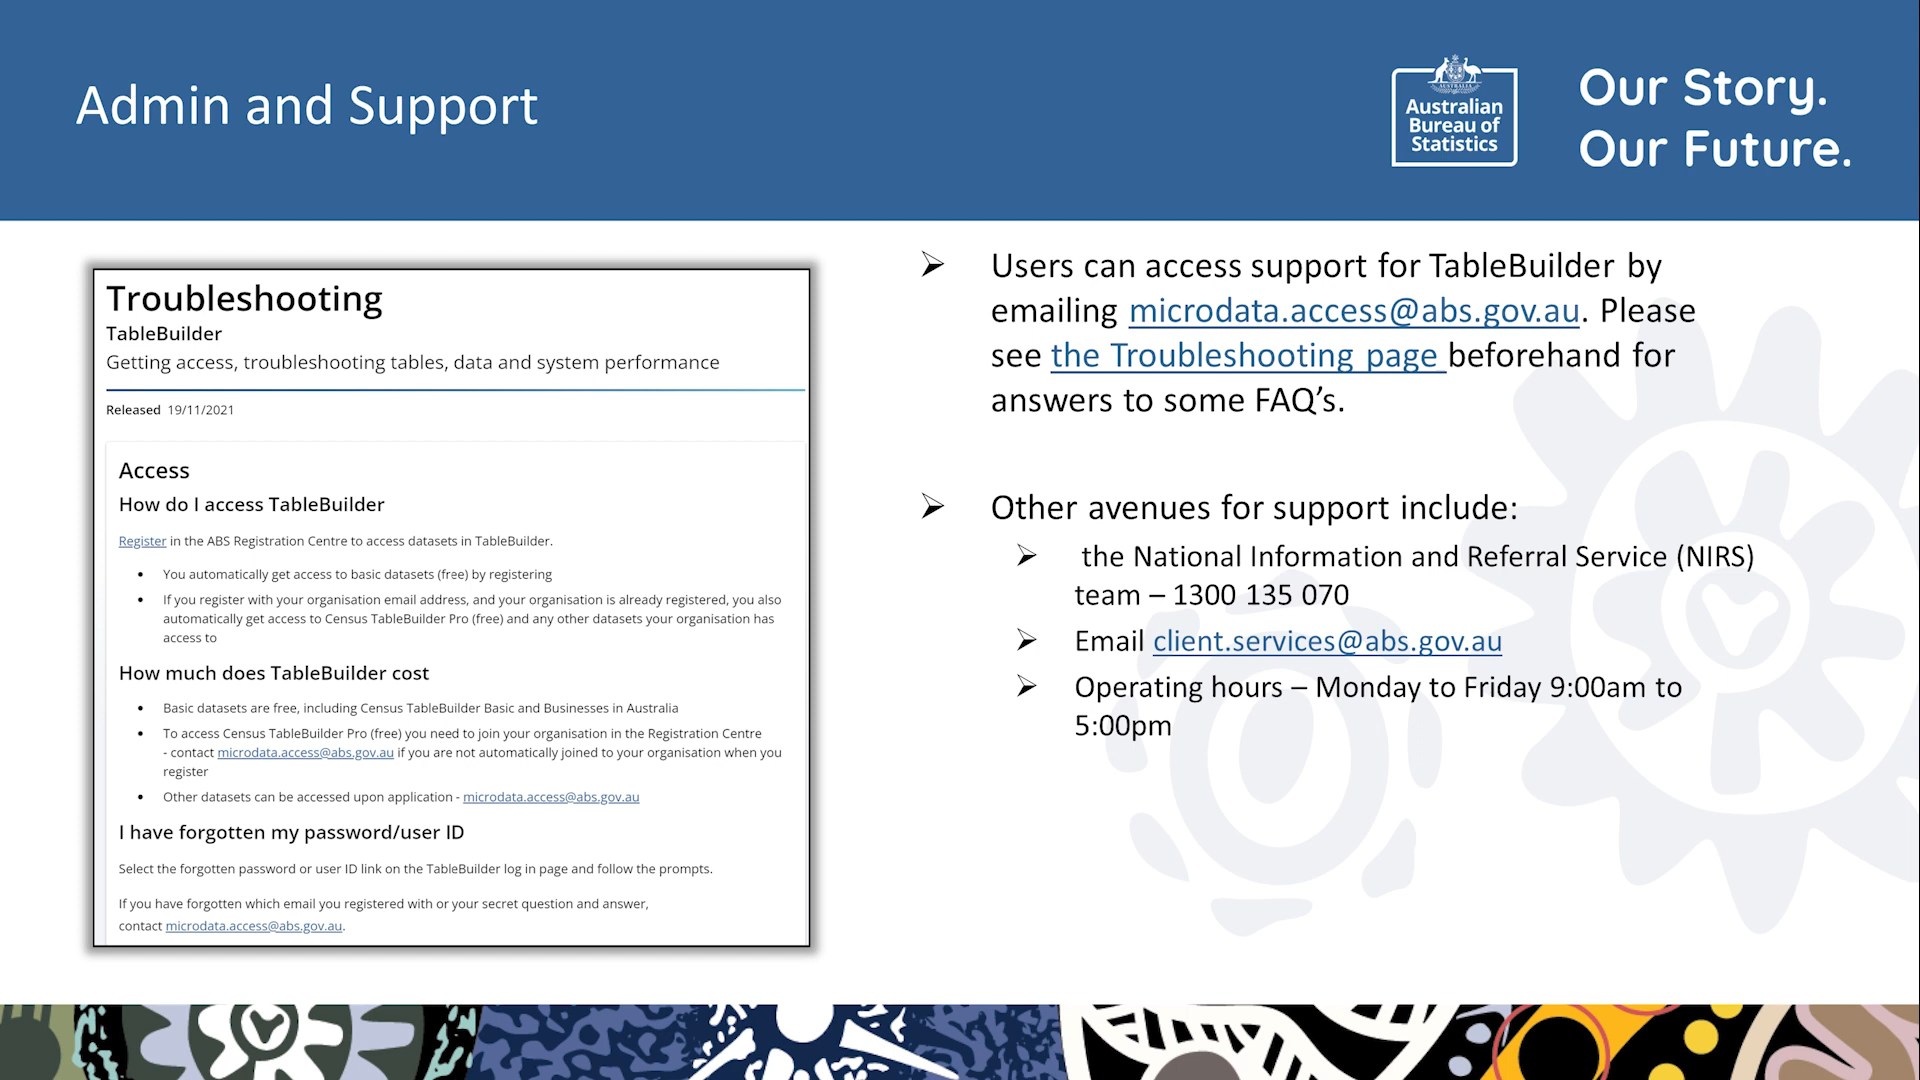 Admin and Support
AUSTRALIA
Australian
Bureau of
Statistics
Our Story.
Our Future.
Troubleshooting
TableBuilder
Getting access, troubleshooting tables, data and system performance
Released 19/11/2021
Access
How do I access TableBuilder
Register in the ABS Registration Centre to access datasets in TableBuilder.
• You automatically get access to basic datasets (free) by registering
• If you register with your organisation email address, and your organisation is already registered, you also
automatically get access to Census TableBuilder Pro (free) and any other datasets your organisation has
access to
How much does TableBuilder cost
• Basic datasets are free, including Census TableBuilder Basic and Businesses in Australia
• To access Census TableBuilder Pro (free) you need to join your organisation in the Registration Centre
- contact microdata.access@abs.gov.au if you are not automatically joined to your organisation when you
register
• Other datasets can be accessed upon application - microdata.access@abs.gov.au
I have forgotten my password/user ID
Select the forgotten password or user ID link on the TableBuilder log in page and follow the prompts.
If you have forgotten which email you registered with or your secret question and answer,
contact microdata.access@abs.gov.au.
➢ Users can access support for TableBuilder by
emailing microdata.access@abs.gov.au. Please
see the Troubleshooting page beforehand for
answers to some FAQ’s.
➢ Other avenues for support include:
➢ the National Information and Referral Service (NIRS)
team – 1300 135 070
➢ Email client.services@abs.gov.au
➢ Operating hours – Monday to Friday 9:00am to
5:00pm